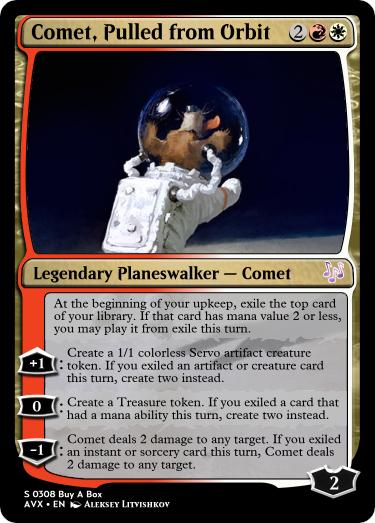 Comet, Pulled from Orbit 2
Legendary Planeswalker — Comet
At the beginning of your upkeep, exile the top card
of your library. If that card has mana value 2 or less,
you may play it from exile this turn.
+1: Create a 1/1 colorless Servo artifact creature
token. If you exiled an artifact or creature card
this turn, create two instead.
0: Create a Treasure token. If you exiled a card that
had a mana ability this turn, create two instead.
-1: Comet deals 2 damage to any target. If you exiled
an instant or sorcery card this turn, Comet deals
2 damage to any target.
2
S 0308 Buy A Box
AVX • EN Aleksey Litvishkov